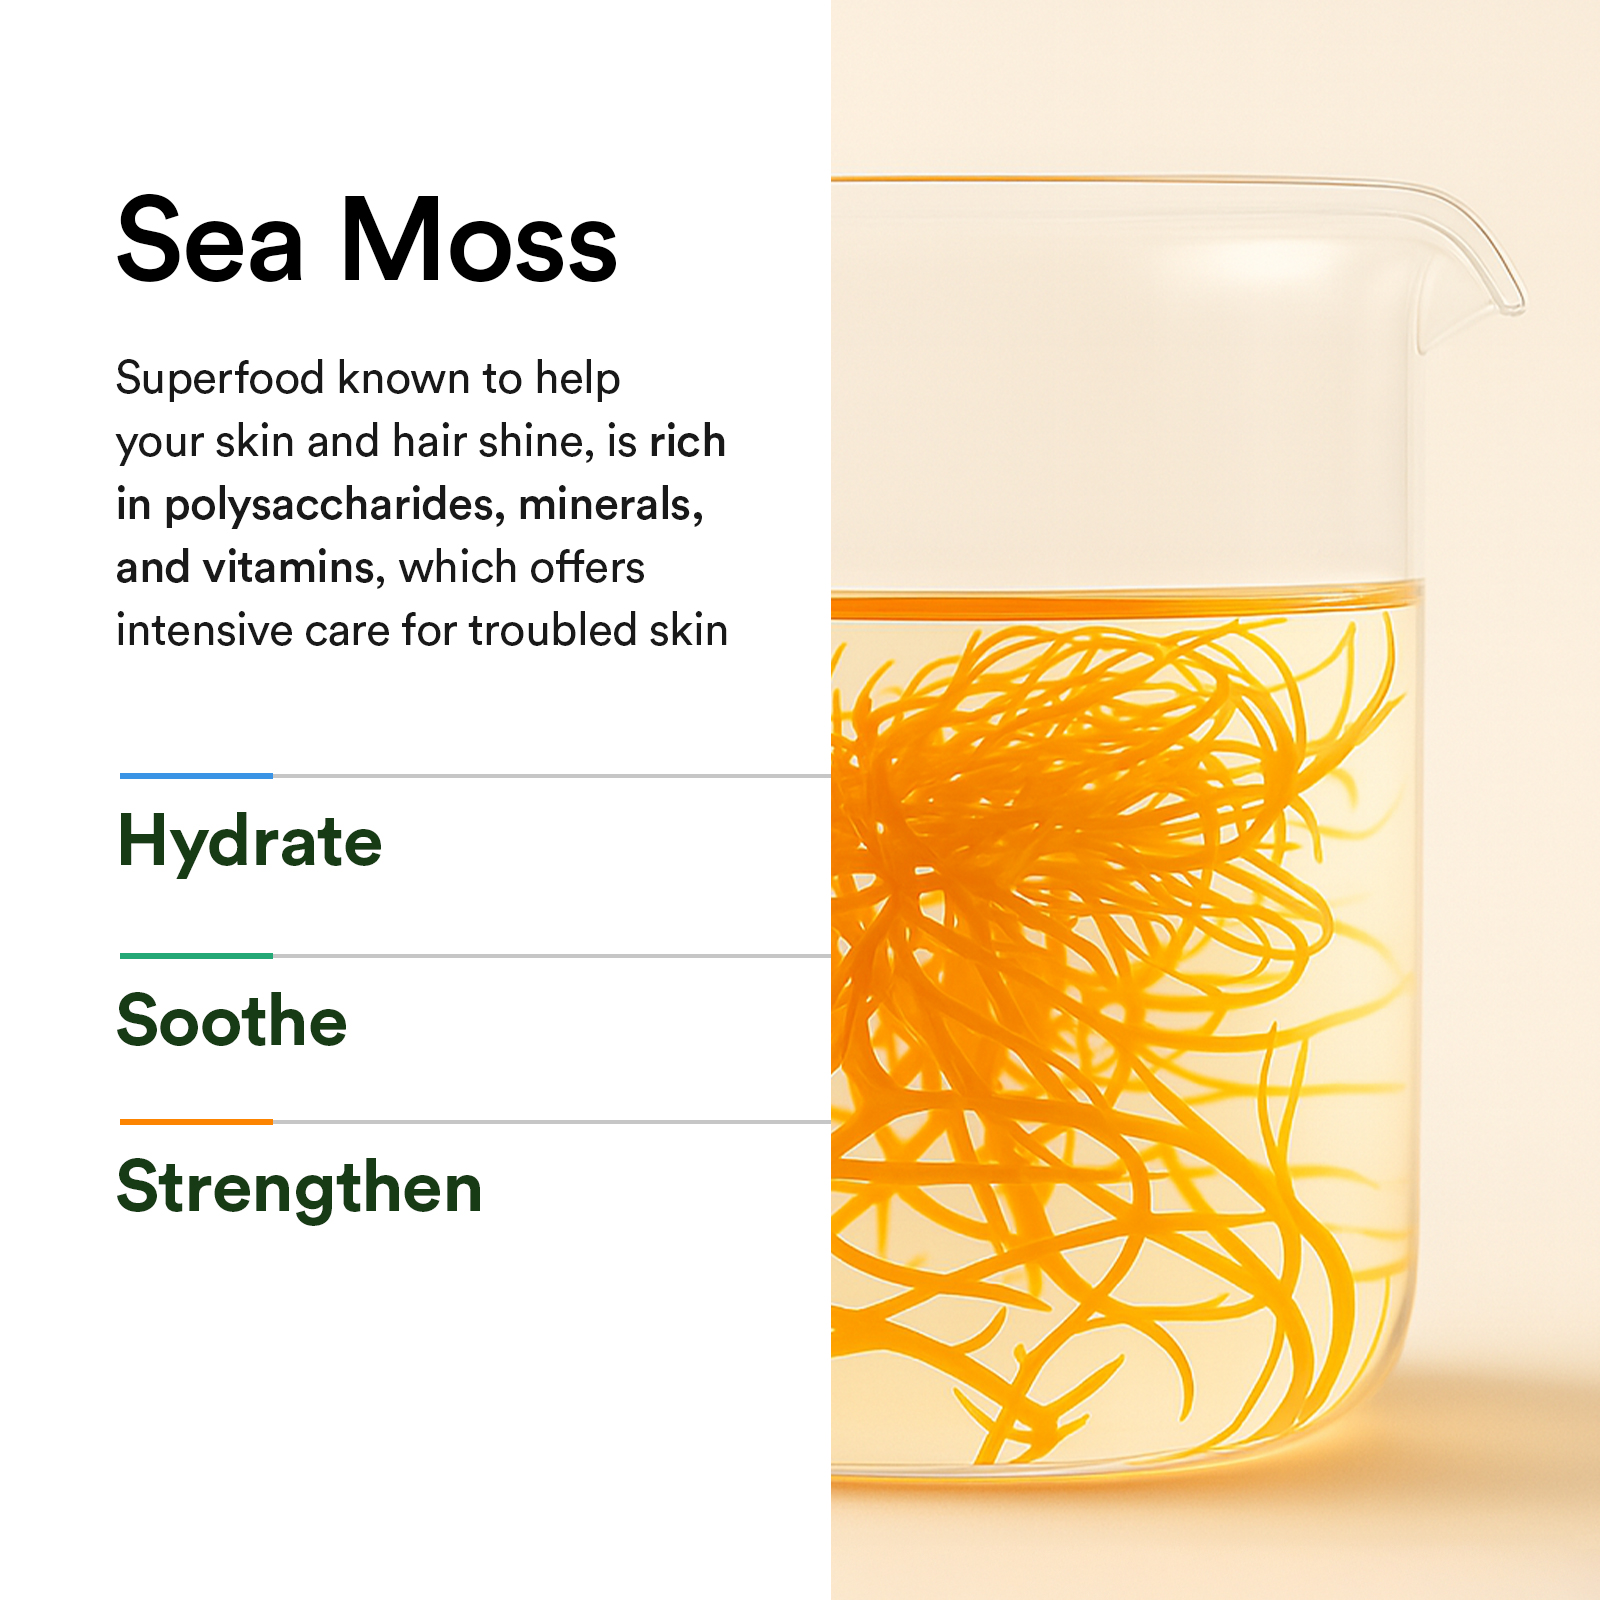 Sea Moss
Superfood known to help
your skin and hair shine, is rich
in polysaccharides, minerals,
and vitamins, which offers
intensive care for troubled skin
Hydrate
Soothe
Strengthen